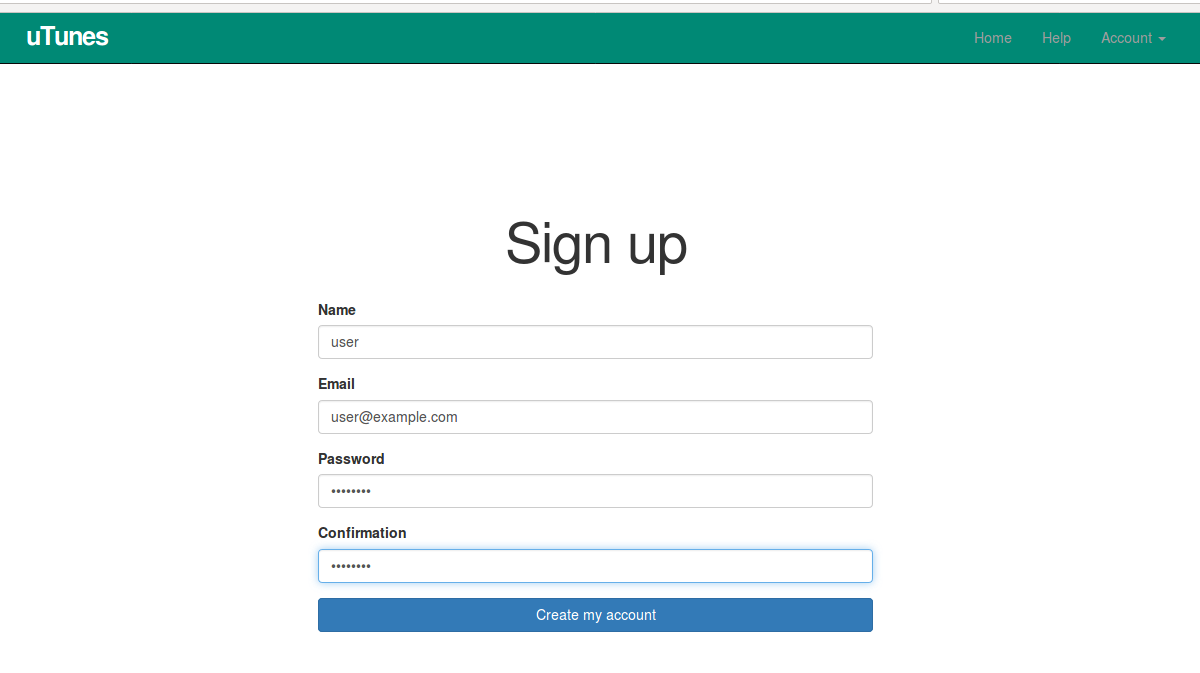 uTunes
Home Help Account
Sign up
Name
user
Email
user@example.com
Password
••••••••
Confirmation
••••••••
Create my account